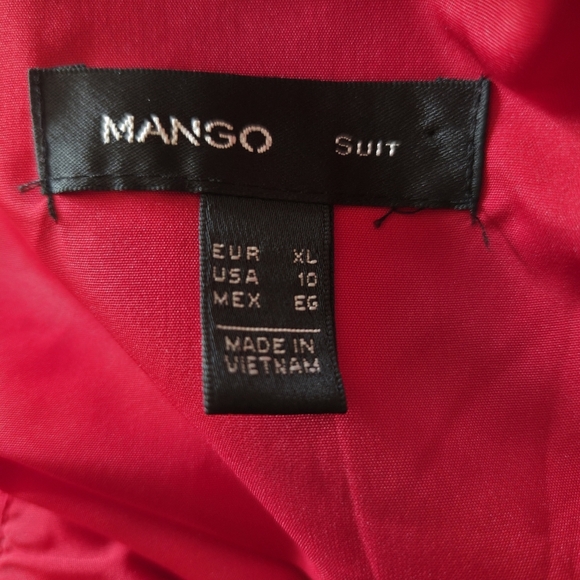 MANGO SUIT
EUR XL
USA 10
MEX EG
MADE IN
VIETNAM